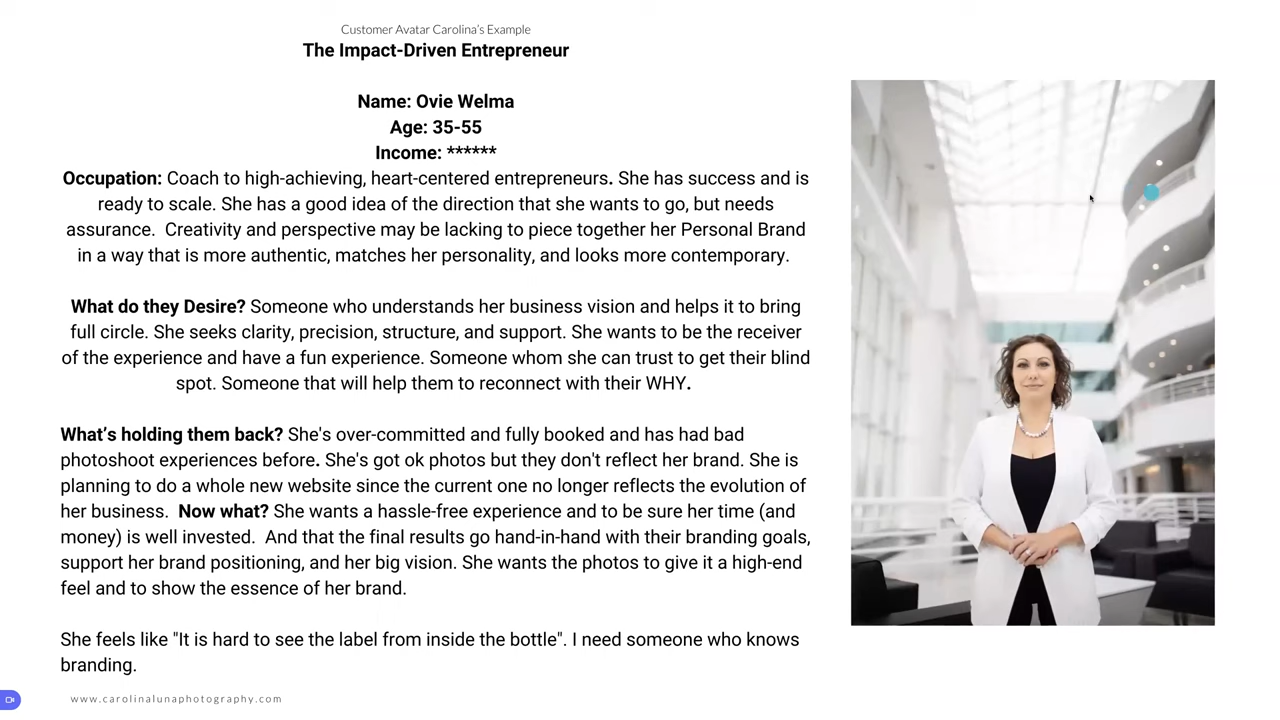 Customer Avatar Carolina's Example
The Impact-Driven Entrepreneur
Name: Ovie Welma
Age: 35-55
Income: ******
Occupation: Coach to high-achieving, heart-centered entrepreneurs. She has success and is
ready to scale. She has a good idea of the direction that she wants to go, but needs
assurance.  Creativity and perspective may be lacking to piece together her Personal Brand
in a way that is more authentic, matches her personality, and looks more contemporary.
What do they Desire? Someone who understands her business vision and helps it to bring
full circle. She seeks clarity, precision, structure, and support. She wants to be the receiver
of the experience and have a fun experience. Someone whom she can trust to get their blind
spot. Someone that will help them to reconnect with their WHY.
What's holding them back? She's over-committed and fully booked and has had bad
photoshoot experiences before. She's got ok photos but they don't reflect her brand. She is
planning to do a whole new website since the current one no longer reflects the evolution of
her business.  Now what? She wants a hassle-free experience and to be sure her time (and
money) is well invested.  And that the final results go hand-in-hand with their branding goals,
support her brand positioning, and her big vision. She wants the photos to give it a high-end
feel and to show the essence of her brand.
She feels like "It is hard to see the label from inside the bottle". I need someone who knows
branding.
www.carolinalunaphotography.com